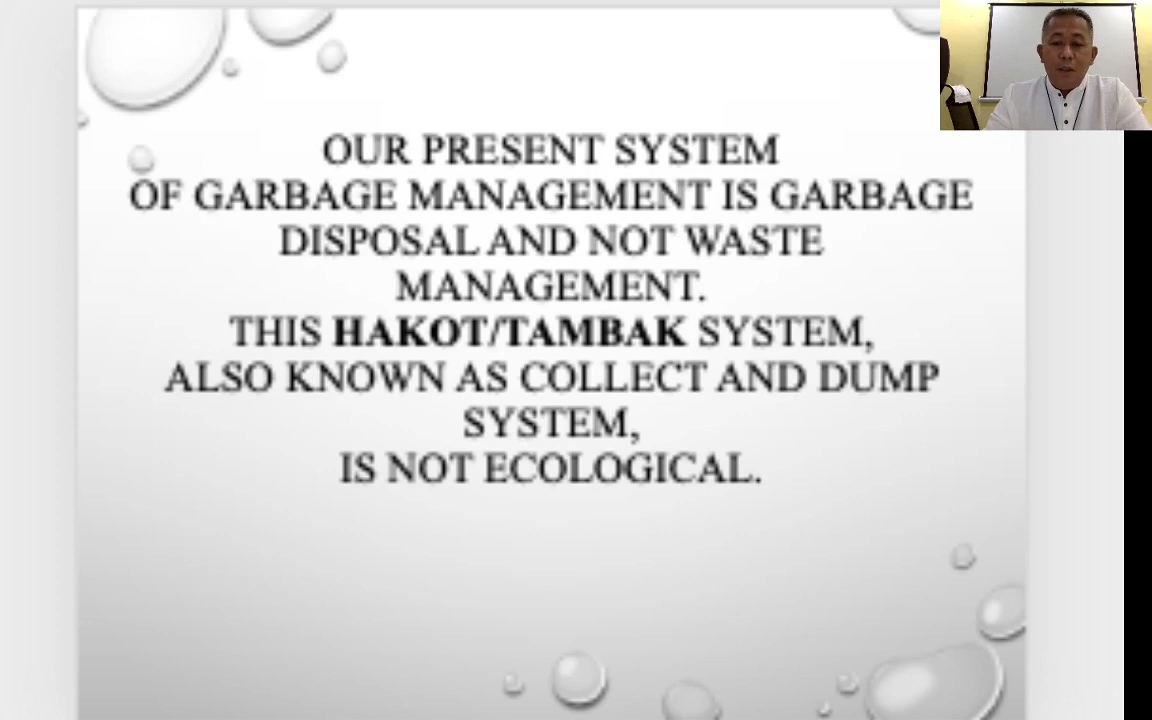 OUR PRESENT SYSTEM
OF GARBAGE MANAGEMENT IS GARBAGE
DISPOSAL AND NOT WASTE
MANAGEMENT.
THIS HAKOT/TAMBAK SYSTEM,
ALSO KNOWN AS COLLECT AND DUMP
SYSTEM,
IS NOT ECOLOGICAL.